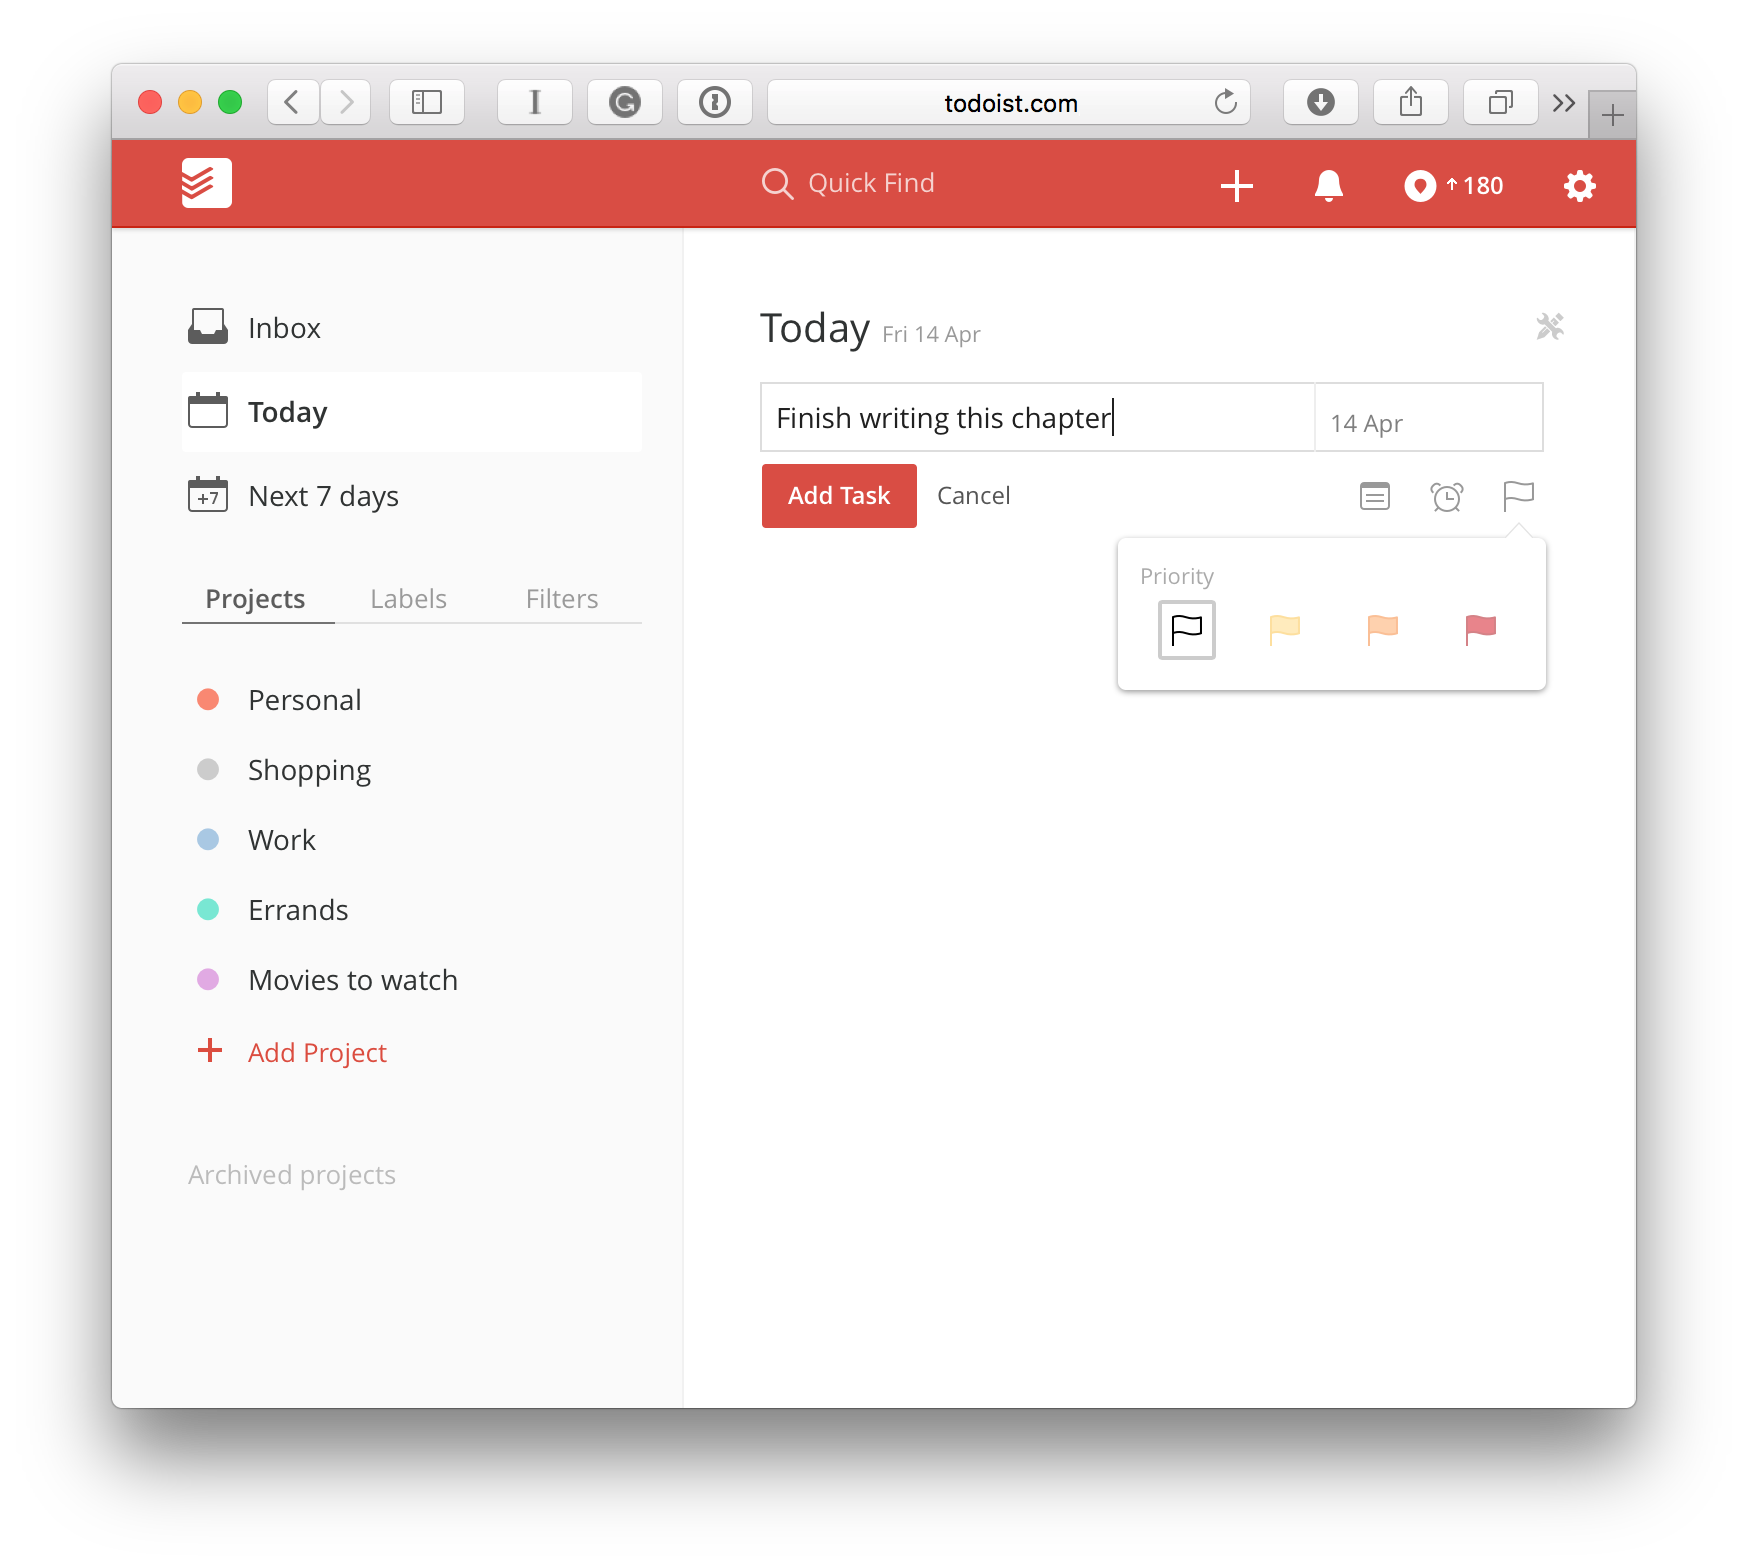 todoist.com
Quick Find
↑180
Inbox
Today
+7 Next 7 days
Projects Labels Filters
Personal
Shopping
Work
Errands
Movies to watch
+ Add Project
Archived projects
Today Fri 14 Apr
Finish writing this chapter 14 Apr
Add Task Cancel
Priority